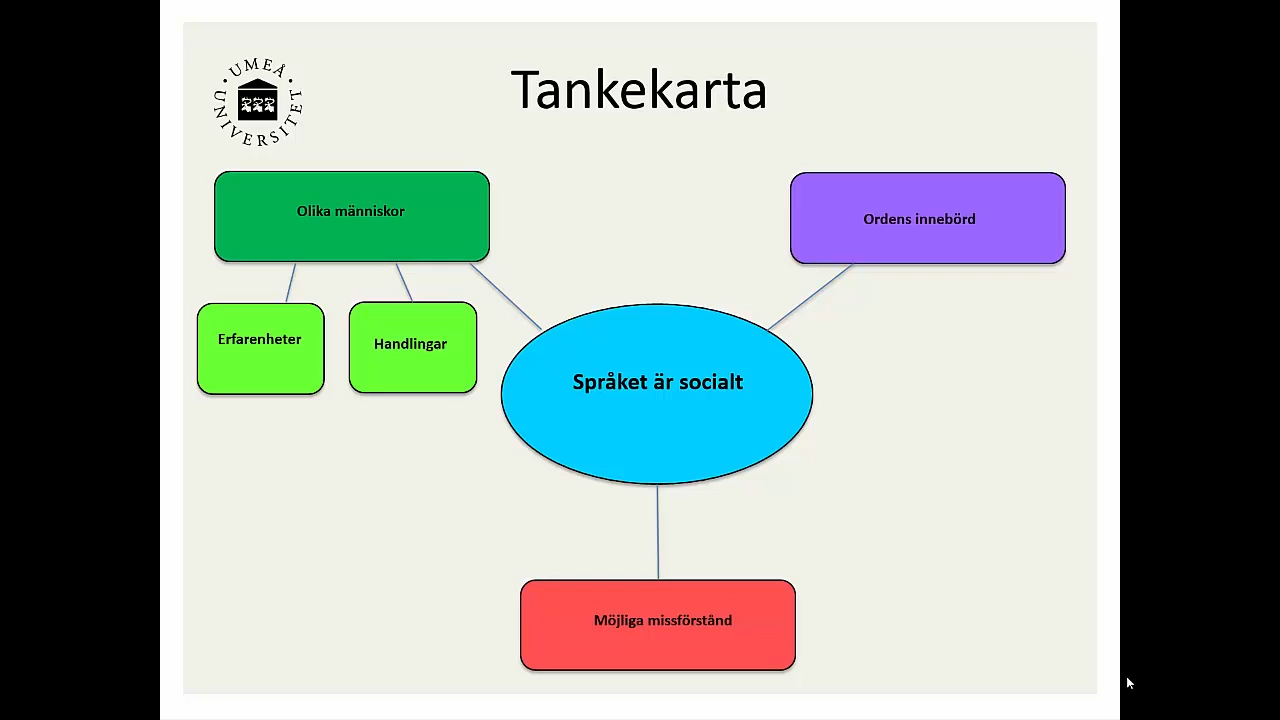 UMEÅ UNIVERSITET
Tankekarta
Olika människor
Ordens innebörd
Erfarenheter
Handlingar
Språket är socialt
Möjliga missförstånd